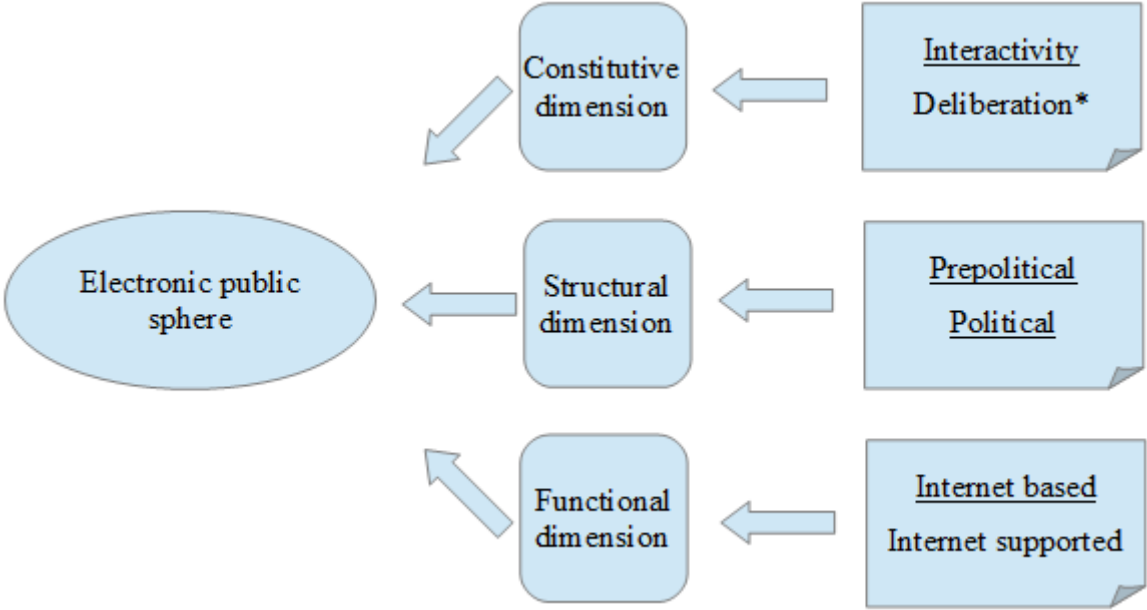 Constitutive
dimension
Interactivity
Deliberation*
Electronic public
sphere
Structural
dimension
Prepolitical
Political
Functional
dimension
Internet based
Internet supported